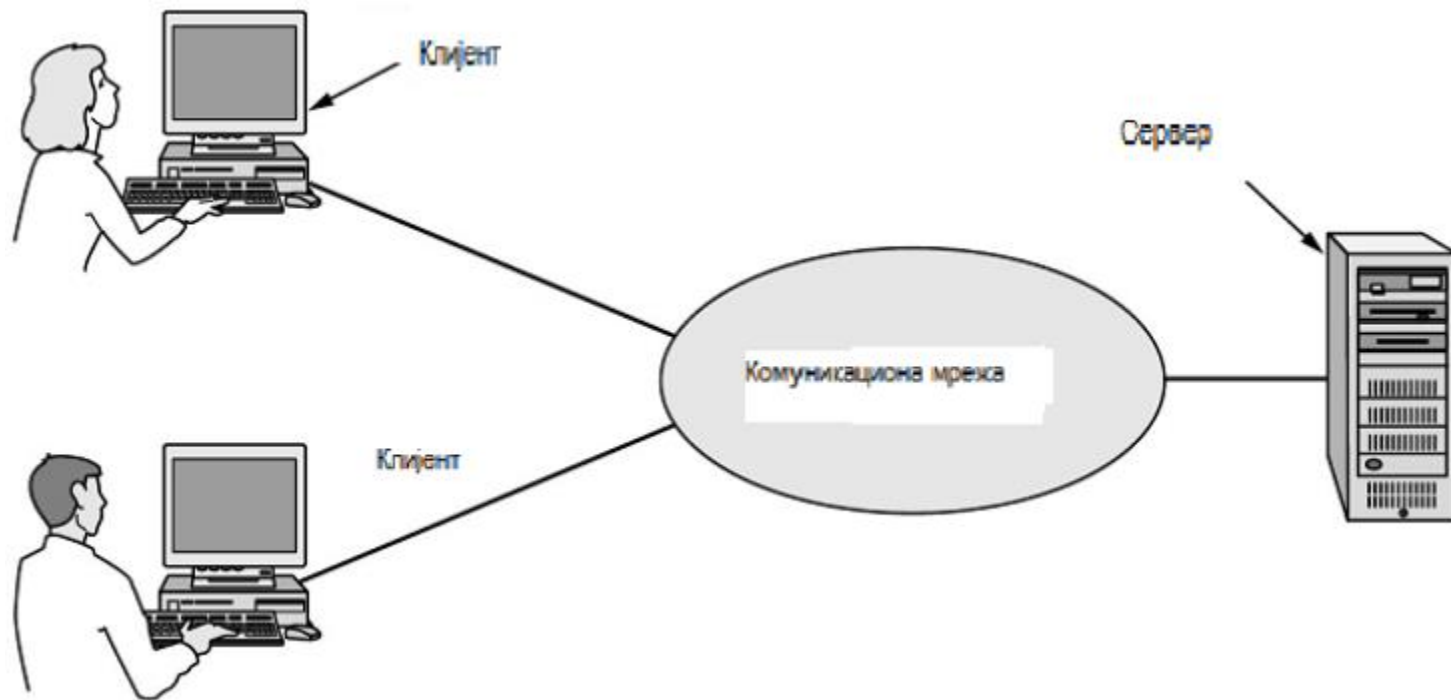 Клијент
Сервер
Комуникациона мрежа
Клијент